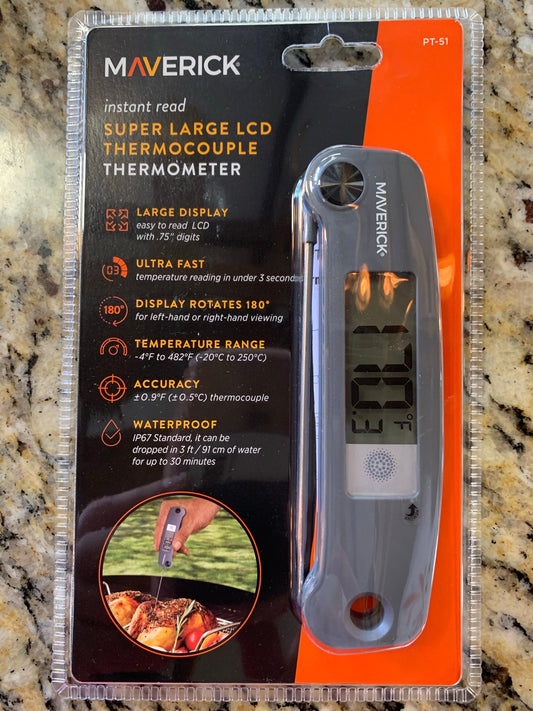 PT-51
MAVERICK®
instant read
SUPER LARGE LCD
THERMOCOUPLE
THERMOMETER
LARGE DISPLAY
easy to read LCD
with .75" digits
03
ULTRA FAST
temperature reading in under 3 seconds
180°
DISPLAY ROTATES 180°
for left-hand or right-hand viewing
TEMPERATURE RANGE
-4°F to 482°F (-20°C to 250°C)
ACCURACY
±0.9°F (±0.5°C) thermocouple
WATERPROOF
IP67 Standard, it can be
dropped in 3 ft / 91 cm of water
for up to 30 minutes
MAVERICK®
170.3 °F